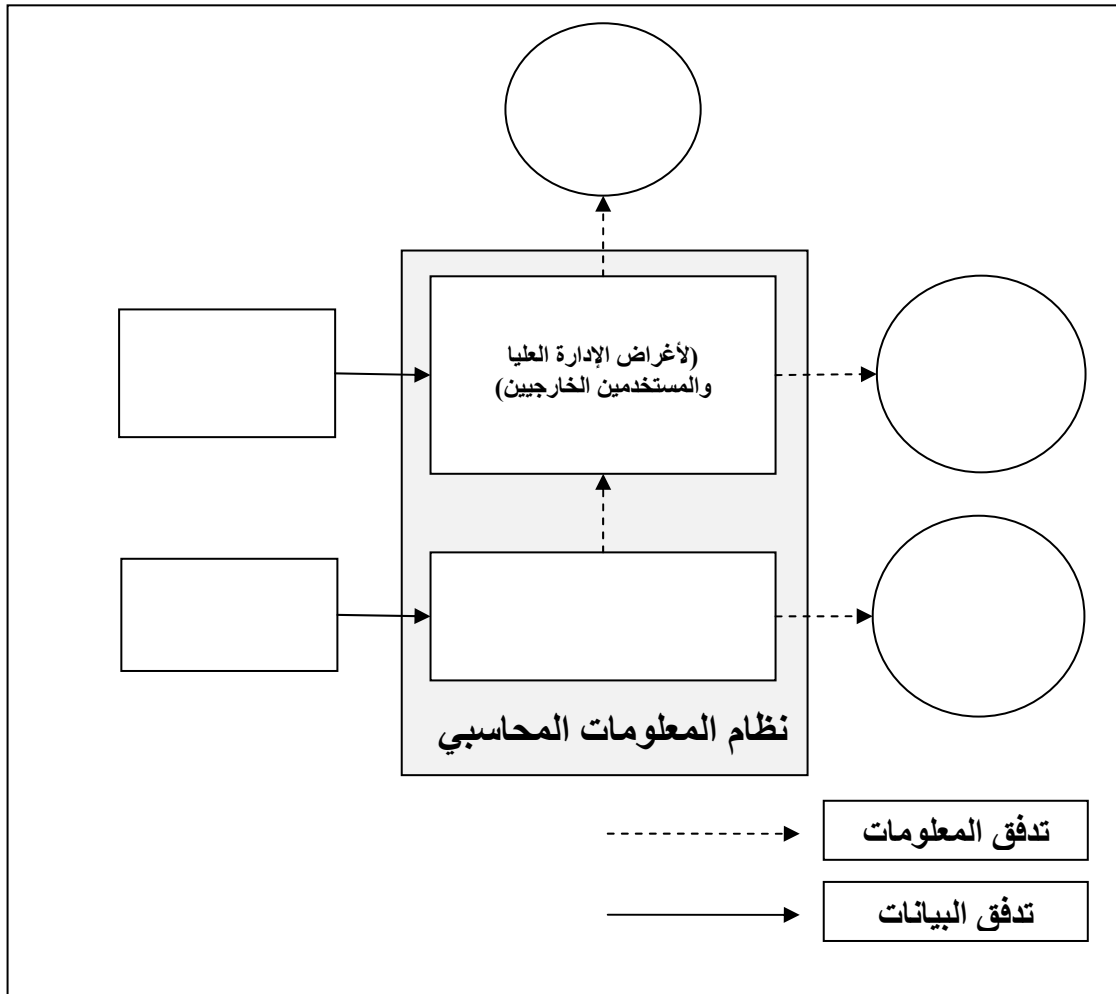 (لأغراض الإدارة العليا
والمستخدمين الخارجيين)
نظام المعلومات المحاسبي
تدفق المعلومات
تدفق البيانات